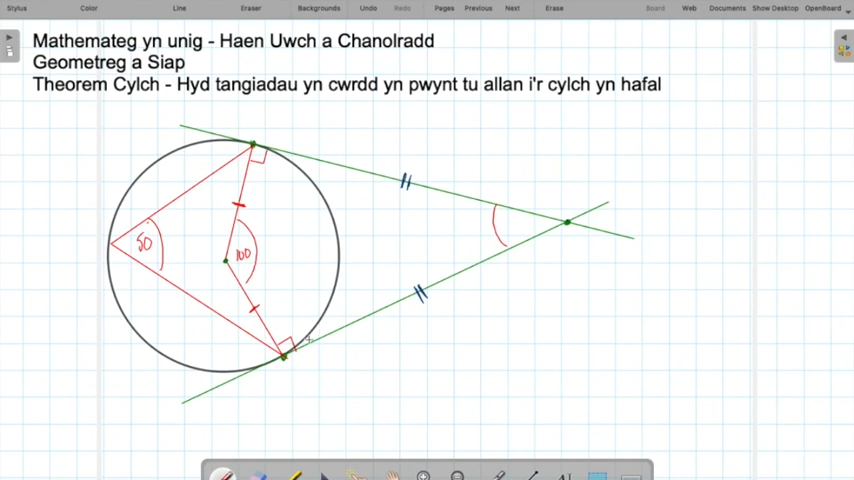 Stylus Color Line Eraser Backgrounds Undo Redo Pages Previous Next Erase Board Web Documents Show Desktop OpenBoard
Mathemateg yn unig - Haen Uwch a Chanolradd
Geometreg a Siap
Theorem Cylch - Hyd tangiadau yn cwrdd yn pwynt tu allan i'r cylch yn hafal
50
100